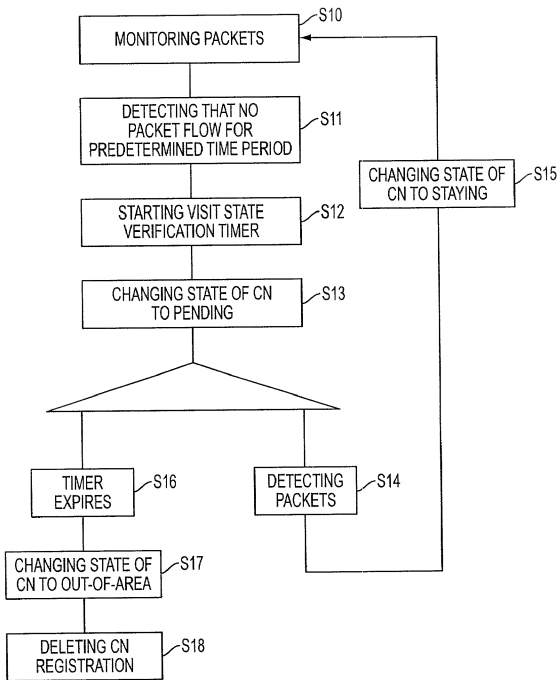 S10
MONITORING PACKETS
DETECTING THAT NO
PACKET FLOW FOR
PREDETERMINED TIME PERIOD
S11
STARTING VISIT STATE
VERIFICATION TIMER
S12
CHANGING STATE OF CN
TO PENDING
S13
TIMER
EXPIRES
S16
DETECTING
PACKETS
S14
CHANGING STATE OF
CN TO STAYING
S15
CHANGING STATE OF
CN TO OUT-OF-AREA
S17
DELETING CN
REGISTRATION
S18